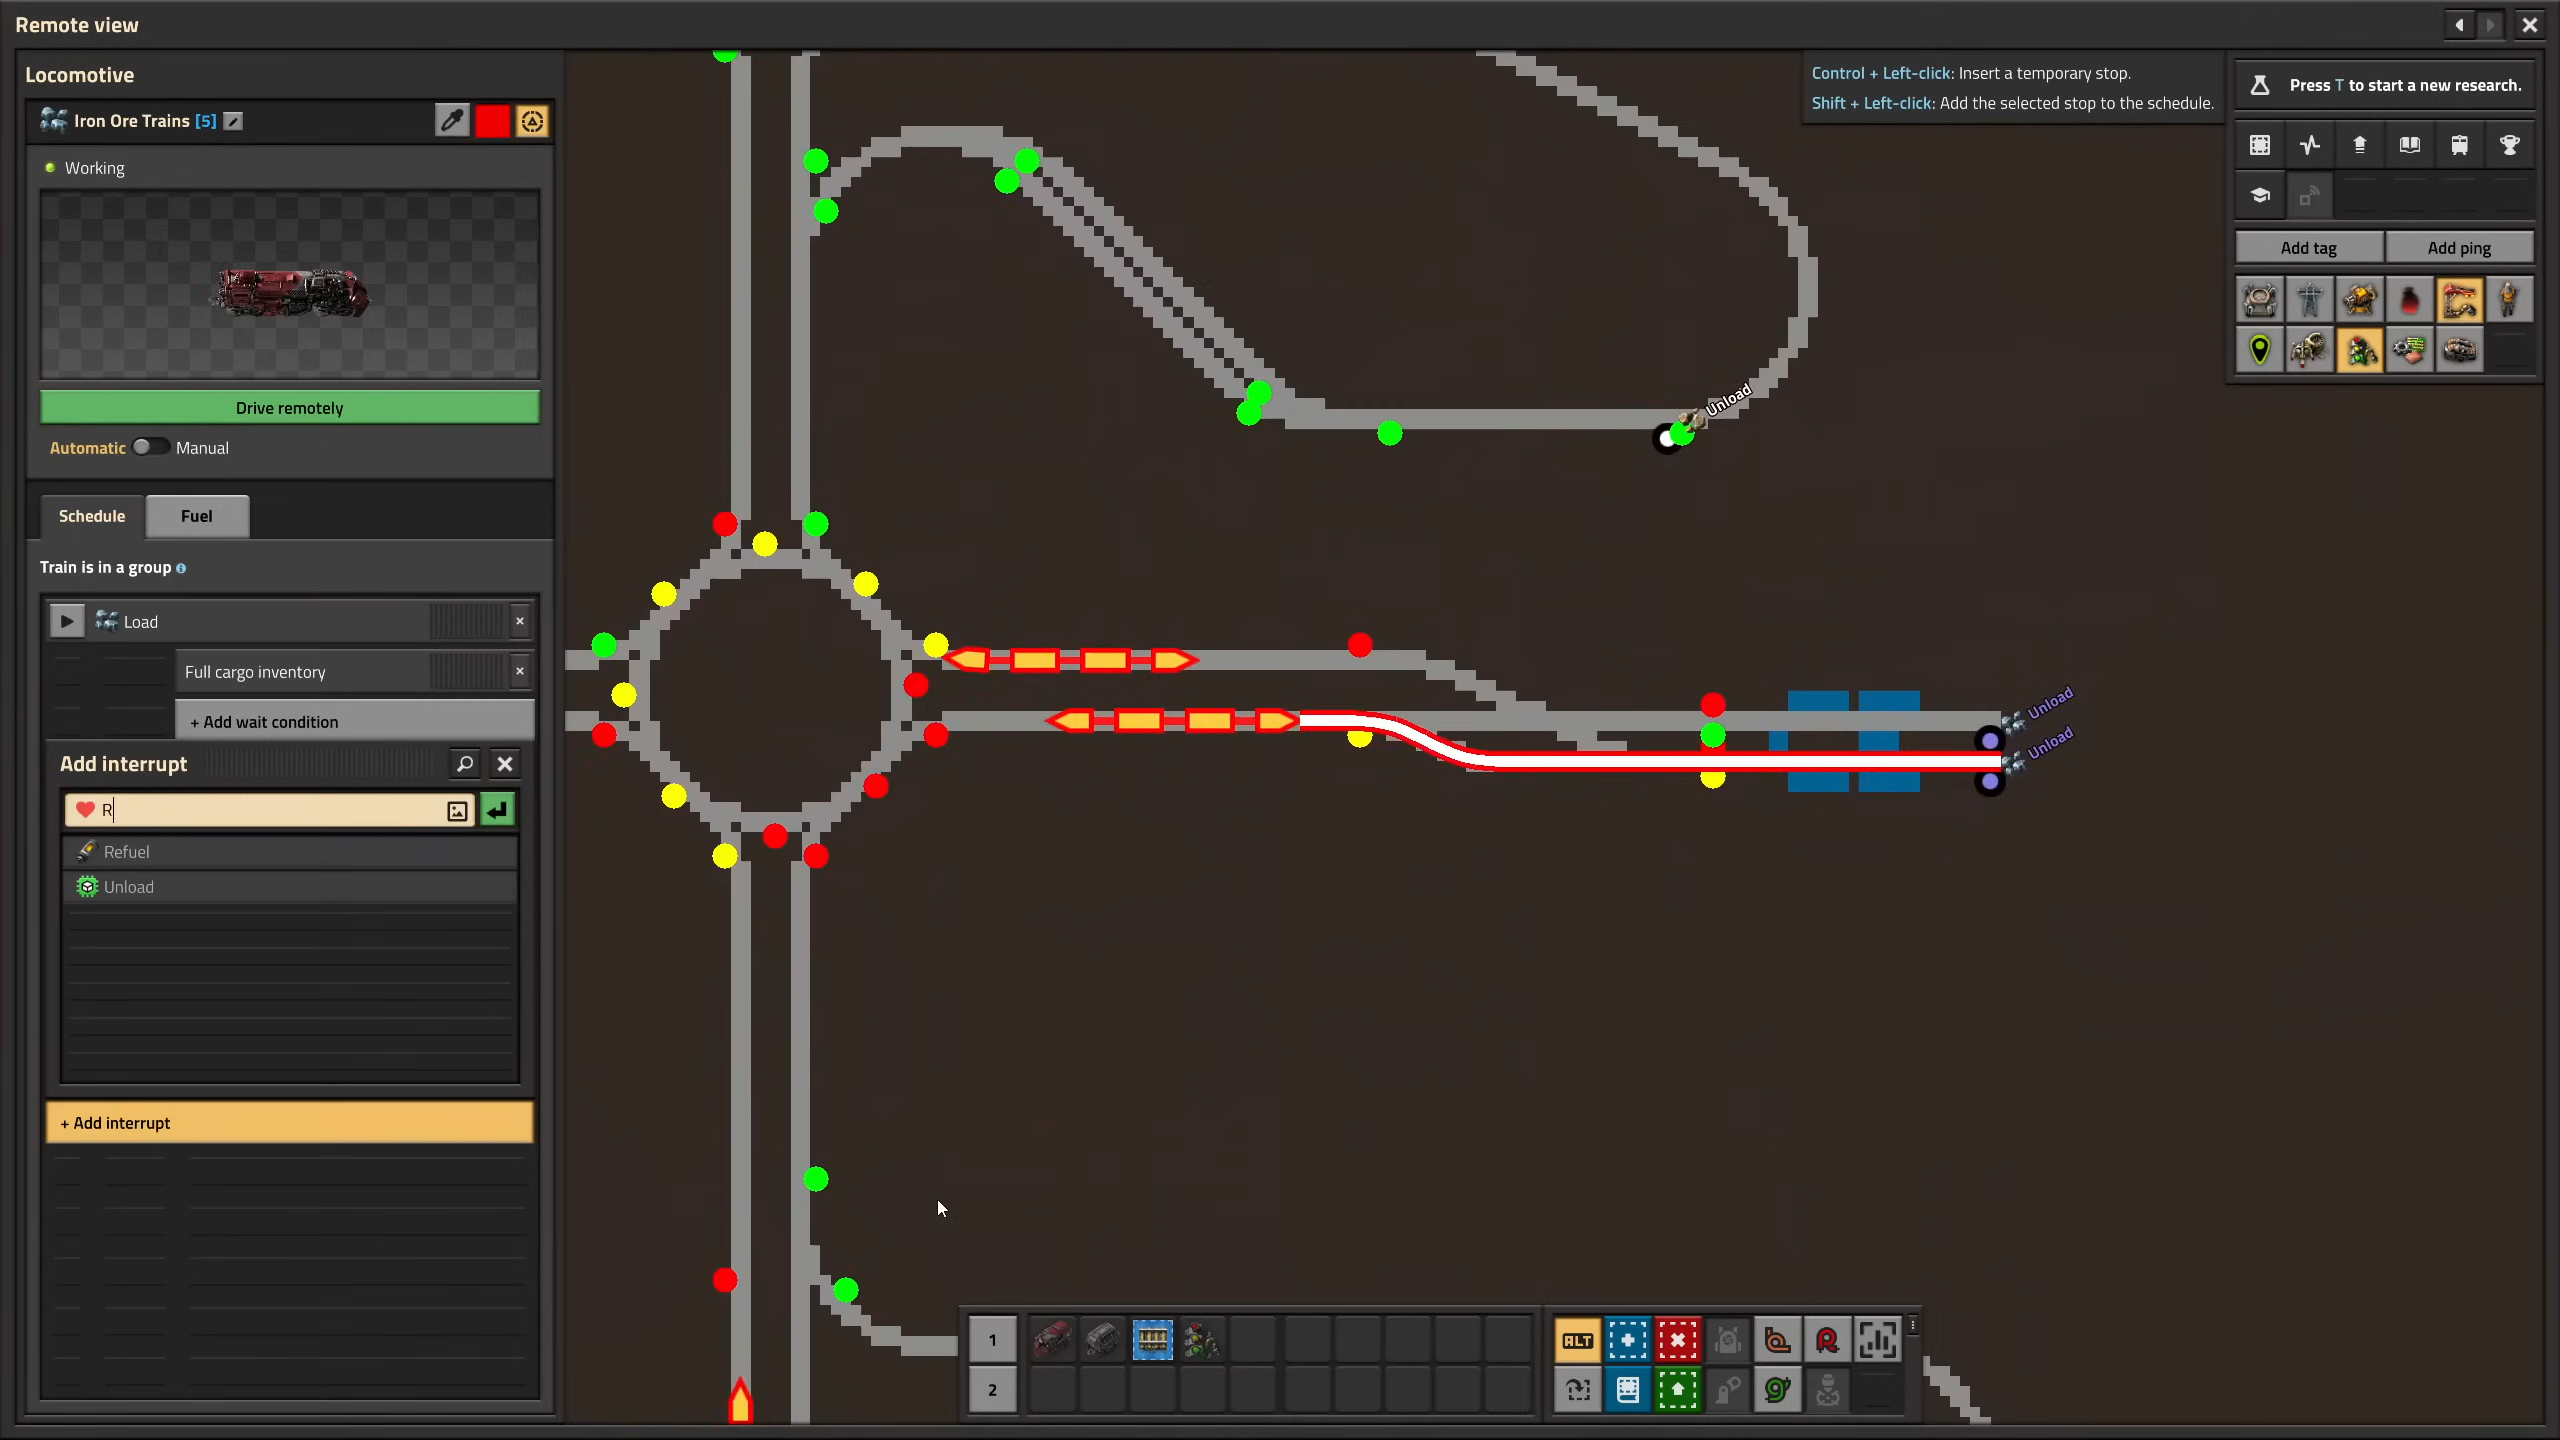 Remote view
Locomotive
Iron Ore Trains [5]
Working
Drive remotely
Automatic Manual
Schedule Fuel
Train is in a group
Load
Full cargo inventory
+ Add wait condition
Add interrupt
R
Refuel
Unload
+ Add interrupt
Control + Left-click: Insert a temporary stop.
Shift + Left-click: Add the selected stop to the schedule.
Press T to start a new research.
Add tag Add ping
Unload
Unload
Unload
1
2
ALT